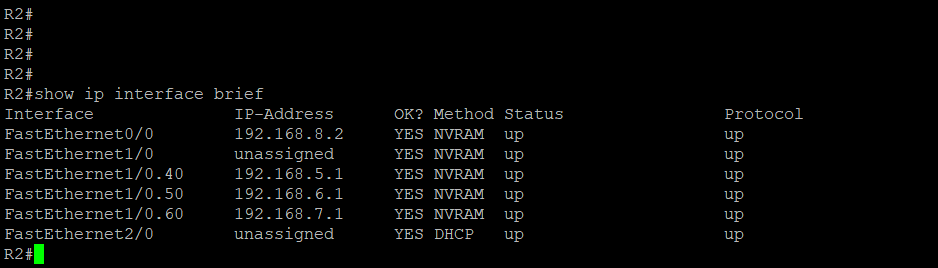 R2#
R2#
R2#
R2#
R2#show ip interface brief
Interface IP-Address OK? Method Status Protocol
FastEthernet0/0 192.168.8.2 YES NVRAM up up
FastEthernet1/0 unassigned YES NVRAM up up
FastEthernet1/0.40 192.168.5.1 YES NVRAM up up
FastEthernet1/0.50 192.168.6.1 YES NVRAM up up
FastEthernet1/0.60 192.168.7.1 YES NVRAM up up
FastEthernet2/0 unassigned YES DHCP up up
R2#